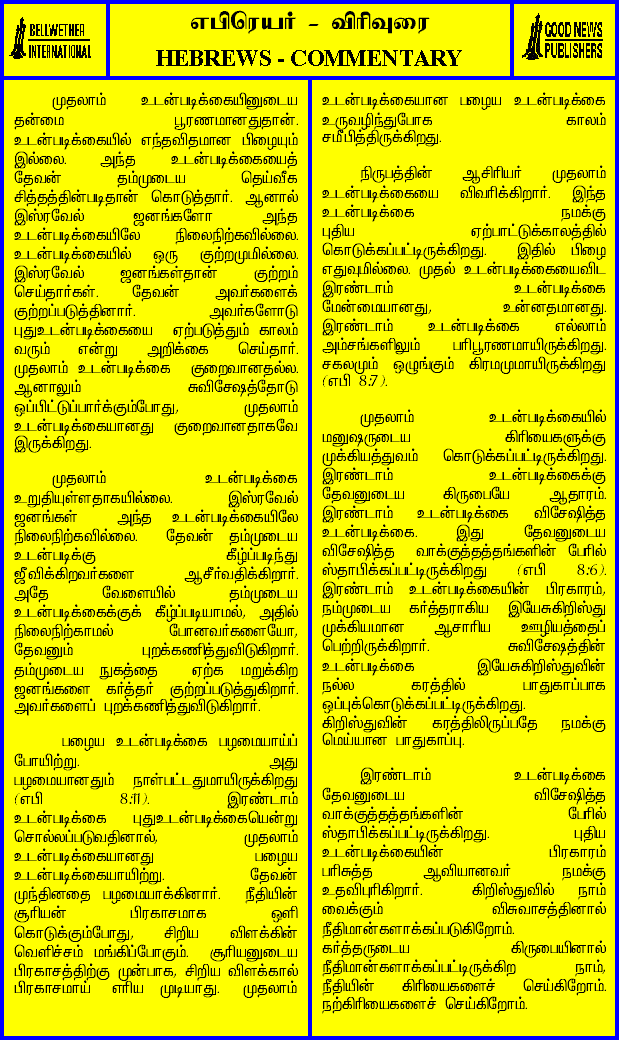 BELLWETHER
INTERNATIONAL
எபிரெயர் - விரிவுரை
HEBREWS - COMMENTARY
GOOD NEWS
PUBLISHERS
முதலாம் உடன்படிக்கையினுடைய
தன்மை பூரணமானதுதான்.
உடன்படிக்கையில் எந்தவிதமான பிழையும்
இல்லை. அந்த உடன்படிக்கையைத்
தேவன் தம்முடைய தெய்வீக
சித்தத்தின்படிதான் கொடுத்தார். ஆனால்
இஸ்ரவேல் ஜனங்களோ அந்த
உடன்படிக்கையிலே நிலைநிற்கவில்லை.
உடன்படிக்கையில் ஒரு குற்றமுமில்லை.
இஸ்ரவேல் ஜனங்கள்தான் குற்றம்
செய்தார்கள். தேவன் அவர்களைக்
குற்றப்படுத்தினார். அவர்களோடு
புதுஉடன்படிக்கையை ஏற்படுத்தும் காலம்
வரும் என்று அறிக்கை செய்தார்.
முதலாம் உடன்படிக்கை குறைவானதல்ல.
ஆனாலும் சுவிசேஷத்தோடு
ஒப்பிட்டுப்பார்க்கும்போது, முதலாம்
உடன்படிக்கையானது குறைவானதாகவே
இருக்கிறது.
முதலாம் உடன்படிக்கை
உறுதியுள்ளதாகயில்லை. இஸ்ரவேல்
ஜனங்கள் அந்த உடன்படிக்கையிலே
நிலைநிற்கவில்லை. தேவன் தம்முடைய
உடன்படிக்கு கீழ்ப்படிந்து
ஜீவிக்கிறவர்களை ஆசீர்வதிக்கிறார்.
அதே வேளையில் தம்முடைய
உடன்படிக்கைக்குக் கீழ்ப்படியாமல், அதில்
நிலைநிற்காமல் போனவர்களையோ,
தேவனும் புறக்கணித்துவிடுகிறார்.
தம்முடைய நுகத்தை ஏற்க மறுக்கிற
ஜனங்களை கர்த்தர் குற்றப்படுத்துகிறார்.
அவர்களைப் புறக்கணித்துவிடுகிறார்.
பழைய உடன்படிக்கை பழமையாய்ப்
போயிற்று. அது
பழமையானதும் நாள்பட்டதுமாயிருக்கிறது
(எபி 8:11). இரண்டாம்
உடன்படிக்கை புதுஉடன்படிக்கையென்று
சொல்லப்படுவதினால், முதலாம்
உடன்படிக்கையானது பழைய
உடன்படிக்கையாயிற்று. தேவன்
முந்தினதை பழமையாக்கினார். நீதியின்
சூரியன் பிரகாசமாக ஒளி
கொடுக்கும்போது, சிறிய விளக்கின்
வெளிச்சம் மங்கிப்போகும். சூரியனுடைய
பிரகாசத்திற்கு முன்பாக, சிறிய விளக்கால்
பிரகாசமாய் எரிய முடியாது. முதலாம்
உடன்படிக்கையான பழைய உடன்படிக்கை
உருவழிந்துபோக காலம்
சமீபித்திருக்கிறது.
நிருபத்தின் ஆசிரியர் முதலாம்
உடன்படிக்கையை விவரிக்கிறார். இந்த
உடன்படிக்கை நமக்கு
புதிய ஏற்பாட்டுக்காலத்தில்
கொடுக்கப்பட்டிருக்கிறது. இதில் பிழை
எதுவுமில்லை. முதல் உடன்படிக்கையைவிட
இரண்டாம் உடன்படிக்கை
மேன்மையானது, உன்னதமானது.
இரண்டாம் உடன்படிக்கை எல்லாம்
அம்சங்களிலும் பரிபூரணமாயிருக்கிறது.
சகலமும் ஒழுங்கும் கிரமமுமாயிருக்கிறது
(எபி 8:7).
முதலாம் உடன்படிக்கையில்
மனுஷருடைய கிரியைகளுக்கு
முக்கியத்துவம் கொடுக்கப்பட்டிருக்கிறது.
இரண்டாம் உடன்படிக்கைக்கு
தேவனுடைய கிருபையே ஆதாரம்.
இரண்டாம் உடன்படிக்கை விசேஷித்த
உடன்படிக்கை. இது தேவனுடைய
விசேஷித்த வாக்குத்தத்தங்களின் பேரில்
ஸ்தாபிக்கப்பட்டிருக்கிறது (எபி 8:6).
இரண்டாம் உடன்படிக்கையின் பிரகாரம்,
நம்முடைய கர்த்தராகிய இயேசுகிறிஸ்து
முக்கியமான ஆசாரிய ஊழியத்தைப்
பெற்றிருக்கிறார். சுவிசேஷத்தின்
உடன்படிக்கை இயேசுகிறிஸ்துவின்
நல்ல கரத்தில் பாதுகாப்பாக
ஒப்புக்கொடுக்கப்பட்டிருக்கிறது.
கிறிஸ்துவின் கரத்திலிருப்பதே நமக்கு
மெய்யான பாதுகாப்பு.
இரண்டாம் உடன்படிக்கை
தேவனுடைய விசேஷித்த
வாக்குத்தத்தங்களின் பேரில்
ஸ்தாபிக்கப்பட்டிருக்கிறது. புதிய
உடன்படிக்கையின் பிரகாரம்
பரிசுத்த ஆவியானவர் நமக்கு
உதவிபுரிகிறார். கிறிஸ்துவில் நாம்
வைக்கும் விசுவாசத்தினால்
நீதிமான்களாக்கப்படுகிறோம்.
கர்த்தருடைய கிருபையினால்
நீதிமான்களாக்கப்பட்டிருக்கிற நாம்,
நீதியின் கிரியைகளைச் செய்கிறோம்.
நற்கிரியைகளைச் செய்கிறோம்.